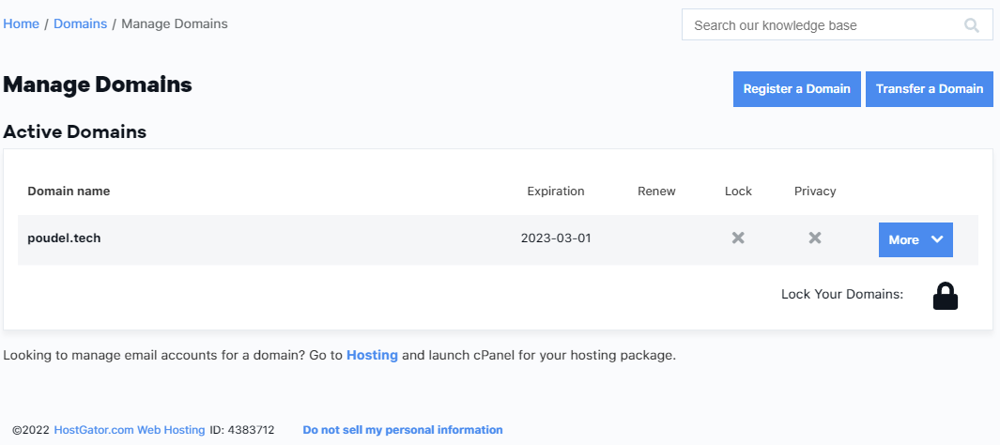 Home / Domains / Manage Domains
Search our knowledge base
Manage Domains
Register a Domain
Transfer a Domain
Active Domains
Domain name Expiration Renew Lock Privacy
poudel.tech 2023-03-01 More
Lock Your Domains:
Looking to manage email accounts for a domain? Go to Hosting and launch cPanel for your hosting package.
©2022 HostGator.com Web Hosting ID: 4383712 Do not sell my personal information